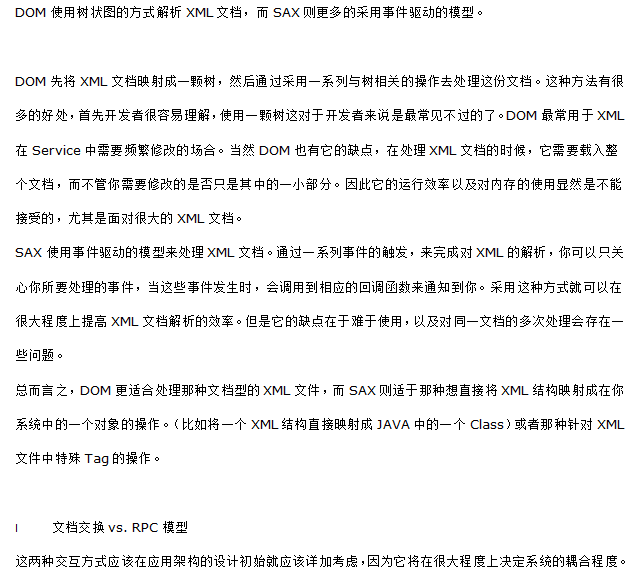 DOM 使用树状图的方式解析 XML 文档，而 SAX 则更多的采用事件驱动的模型。
DOM 先将 XML 文档映射成一颗树，然后通过采用一系列与树相关的操作去处理这份文档。这种方法有很
多的好处，首先开发者很容易理解，使用一颗树这对于开发者来说是最常见不过的了。DOM 最常用于 XML
在 Service 中需要频繁修改的场合。当然 DOM 也有它的缺点，在处理 XML 文档的时候，它需要载入整
个文档，而不管你需要修改的是否只是其中的一小部分。因此它的运行效率以及对内存的使用显然是不能
接受的，尤其是面对很大的 XML 文档。
SAX 使用事件驱动的模型来处理 XML 文档。通过一系列事件的触发，来完成对 XML 的解析，你可以只关
心你所要处理的事件，当这些事件发生时，会调用到相应的回调函数来通知到你。采用这种方式就可以在
很大程度上提高 XML 文档解析的效率。但是它的缺点在于难于使用，以及对同一文档的多次处理会存在一
些问题。
总而言之，DOM 更适合处理那种文档型的 XML 文件，而 SAX 则适于那种想直接将 XML 结构映射成在你
系统中的一个对象的操作。（比如将一个 XML 结构直接映射成 JAVA 中的一个 Class）或者那种针对 XML
文件中特殊 Tag 的操作。
l 文档交换 vs. RPC 模型
这两种交互方式应该在应用架构的设计初始就应该详加考虑，因为它将在很大程度上决定系统的耦合程度。